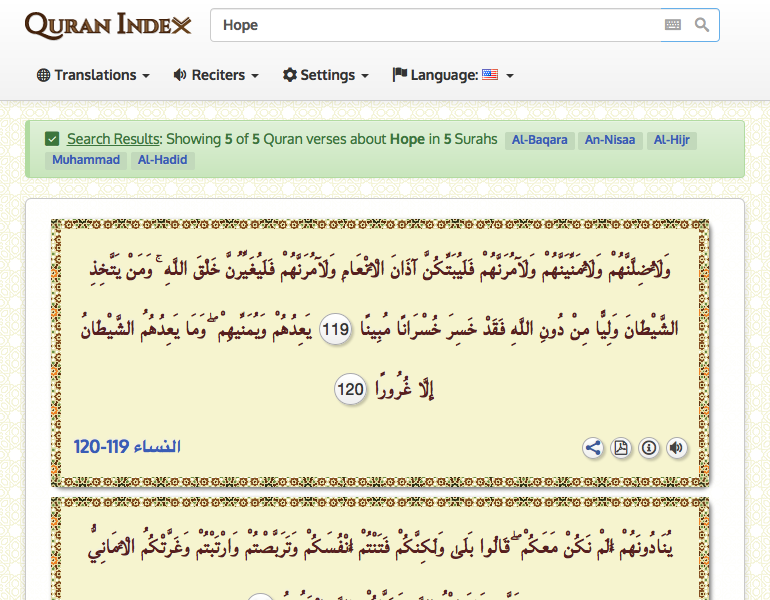 QURAN INDEX
Hope
Translations Reciters Settings Language:
Search Results: Showing 5 of 5 Quran verses about Hope in 5 Surahs Al-Baqara An-Nisaa Al-Hijr
Muhammad Al-Hadid
وَلَأُضِلَّنَّهُمْ وَلَأُمَنِّيَنَّهُمْ وَلَآمُرَنَّهُمْ فَلَيُبَتِّكُنَّ آذَانَ الْأَنْعَامِ وَلَآمُرَنَّهُمْ فَلَيُغَيِّرُنَّ خَلْقَ اللَّهِ ۚ وَمَنْ يَتَّخِذِ
الشَّيْطَانَ وَلِيًّا مِنْ دُونِ اللَّهِ فَقَدْ خَسِرَ خُسْرَانًا مُبِينًا 119 يَعِدُهُمْ وَيُمَنِّيهِمْ ۖ وَمَا يَعِدُهُمُ الشَّيْطَانُ
إِلَّا غُرُورًا 120
النساء 119-120
يُنَادُونَهُمْ أَلَمْ نَكُنْ مَعَكُمْ ۖ قَالُوا بَلَىٰ وَلَٰكِنَّكُمْ فَتَنْتُمْ أَنْفُسَكُمْ وَتَرَبَّصْتُمْ وَارْتَبْتُمْ وَغَرَّتْكُمُ الْأَمَانِيُّ